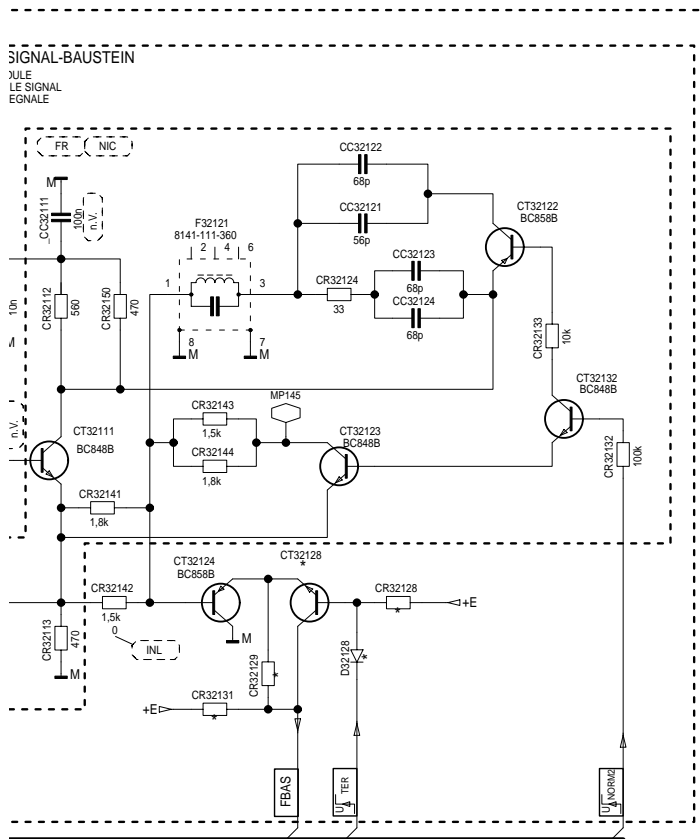 SIGNAL-BAUSTEIN
DULE
LE SIGNAL
EGNALE
FR
NIC
M
_CC32111
100n
n.V.
F32121
8141-111-360
2
4
6
1
3
8
M
7
M
CC32122
68p
CC32121
56p
CT32122
BC858B
CC32123
68p
CC32124
68p
CR32124
33
CR32112
560
CR32150
470
10n
M
n.V.
CR32133
10k
MP145
CR32143
1,5k
CR32144
1,8k
CT32123
BC848B
CT32132
BC848B
CR32132
100k
CT32111
BC848B
CR32141
1,8k
CT32124
BC858B
M
CT32128
*
CR32142
1,5k
0
INL
CR32113
470
M
CR32128
*
+E
D32128
*
CR32129
*
CR32131
*
+E
FBAS
U TER
U NORM2